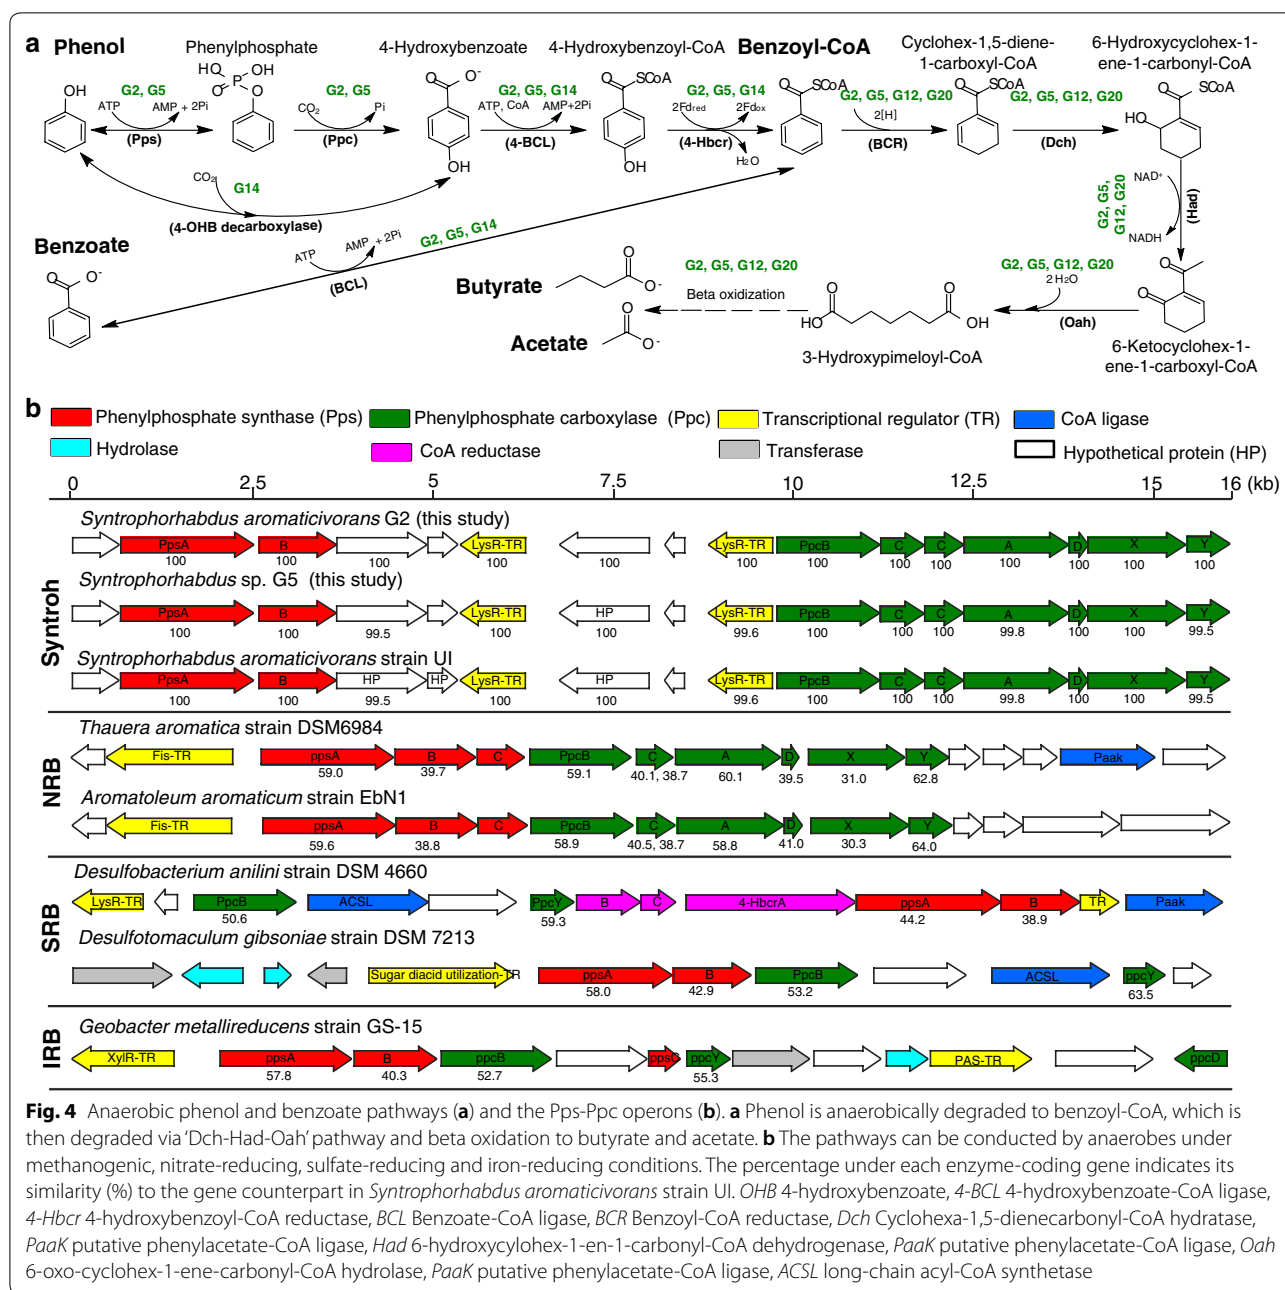 a
Phenol
Phenylphosphate
4-Hydroxybenzoate
4-Hydroxybenzoyl-CoA
Benzoyl-CoA
Cyclohex-1,5-diene-
1-carboxyl-CoA
6-Hydroxycyclohex-1-
ene-1-carbonyl-CoA
OH
HO OH
P
O O
O O-
OH
O SCoA
OH
O SCoA
O SCoA
O SCoA
HO
G2, G5
ATP AMP + 2Pi
(Pps)
G2, G5
CO2 Pi
(Ppc)
G2, G5, G14
ATP, CoA AMP+2Pi
(4-BCL)
G2, G5, G14
2Fdred 2Fdox
(4-Hbcr)
H2O
G2, G5, G12, G20
2[H]
(BCR)
G2, G5, G12, G20
(Dch)
CO2
G14
(4-OHB decarboxylase)
G2, G5,
G12, G20
NAD+
(Had)
NADH
Benzoate
O O-
ATP AMP + 2Pi
G2, G5, G14
(BCL)
Butyrate
O
O-
Acetate
O
O-
G2, G5, G12, G20
Beta oxidization
O O
HO OH
3-Hydroxypimeloyl-CoA
G2, G5, G12, G20
2H2O
(Oah)
O
O
6-Ketocyclohex-1-
ene-1-carboxyl-CoA
b
Phenylphosphate synthase (Pps) Phenylphosphate carboxylase (Ppc) Transcriptional regulator (TR) CoA ligase
Hydrolase CoA reductase Transferase Hypothetical protein (HP)
0 2,5 5 7.5 10 12.5 15 16 (kb)
Syntroh
Syntrophorhabdus aromaticivorans G2 (this study)
PpsA B LysR-TR LysR-TR PpcB C C A D X Y
100 100 100 100 100 100 100 100 100 100 100 100 100 100
Syntrophorhabdus sp. G5 (this study)
PpsA B LysR-TR HP LysR-TR PpcB C C A D X Y
100 100 99.5 100 100 99.6 100 100 100 99.8 100 100 99.5
Syntrophorhabdus aromaticivorans strain UI
PpsA B HP HP LysR-TR HP LysR-TR PpcB C C A D X Y
100 100 99.5 100 100 99.6 100 100 100 99.8 100 100 99.5
NRB
Thauera aromatica strain DSM6984
Fis-TR ppsA B C PpcB C A D X Y Paak
59.0 39.7 59.1 40.1, 38.7 60.1 39.5 31.0 62.8
Aromatoleum aromaticum strain EbN1
Fis-TR ppsA B C PpcB C A D X Y
59.6 38.8 58.9 40.5, 38.7 58.8 41.0 30.3 64.0
SRB
Desulfobacterium anilini strain DSM 4660
LysR-TR PpcB ACSL PpcY B C 4-HbcrA ppsA B TR Paak
50.6 59.3 44.2 38.9
Desulfotomaculum gibsoniae strain DSM 7213
Sugar diacid utilization-TR ppsA B PpcB ACSL ppcY
58.0 42.9 53.2 63.5
IRB
Geobacter metallireducens strain GS-15
XylR-TR ppsA B ppcB ppsC ppcY PAS-TR ppcD
57.8 40.3 52.7 55.3
Fig. 4 Anaerobic phenol and benzoate pathways (a) and the Pps-Ppc operons (b). a Phenol is anaerobically degraded to benzoyl-CoA, which is
then degraded via 'Dch-Had-Oah' pathway and beta oxidation to butyrate and acetate. b The pathways can be conducted by anaerobes under
methanogenic, nitrate-reducing, sulfate-reducing and iron-reducing conditions. The percentage under each enzyme-coding gene indicates its
similarity (%) to the gene counterpart in Syntrophorhabdus aromaticivorans strain UI. OHB 4-hydroxybenzoate, 4-BCL 4-hydroxybenzoate-CoA ligase,
4-Hbcr 4-hydroxybenzoyl-CoA reductase, BCL Benzoate-CoA ligase, BCR Benzoyl-CoA reductase, Dch Cyclohexa-1,5-dienecarbonyl-CoA hydratase,
PaaK putative phenylacetate-CoA ligase, Had 6-hydroxycylohex-1-en-1-carbonyl-CoA dehydrogenase, PaaK putative phenylacetate-CoA ligase, Oah
6-oxo-cyclohex-1-ene-carbonyl-CoA hydrolase, PaaK putative phenylacetate-CoA ligase, ACSL long-chain acyl-CoA synthetase